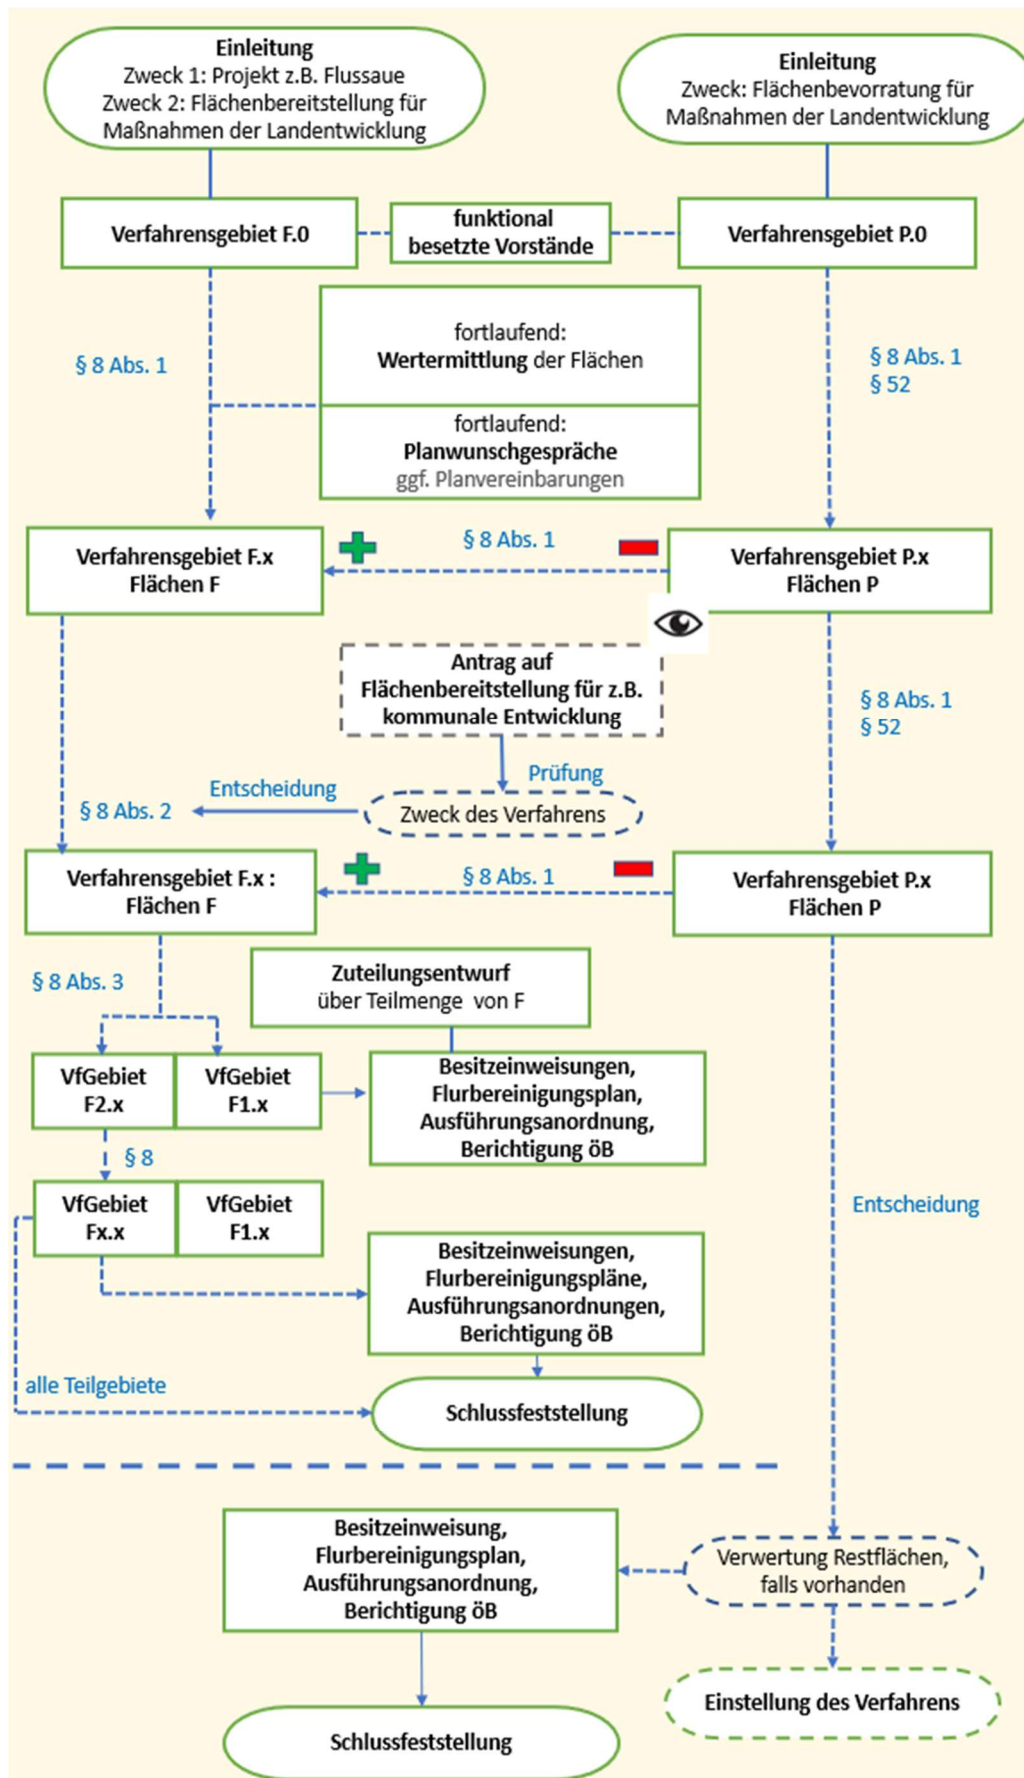 Einleitung
Zweck 1: Projekt z.B. Flussaue
Zweck 2: Flächenbereitstellung für
Maßnahmen der Landentwicklung
Einleitung
Zweck: Flächenbevorratung für
Maßnahmen der Landentwicklung
Verfahrensgebiet F.0
funktional
besetzte Vorstände
Verfahrensgebiet P.0
§ 8 Abs. 1
fortlaufend:
Wertermittlung der Flächen
fortlaufend:
Planwunschgespräche
ggf. Planvereinbarungen
§ 8 Abs. 1
§ 52
Verfahrensgebiet F.x
Flächen F
§ 8 Abs. 1
Verfahrensgebiet P.x
Flächen P
Antrag auf
Flächenbereitstellung für z.B.
kommunale Entwicklung
§ 8 Abs. 1
§ 52
Prüfung
Entscheidung
§ 8 Abs. 2
Zweck des Verfahrens
Verfahrensgebiet F.x :
Flächen F
§ 8 Abs. 1
Verfahrensgebiet P.x
Flächen P
§ 8 Abs. 3
Zuteilungsentwurf
über Teilmenge von F
VfGebiet
F2.x
VfGebiet
F1.x
Besitzeinweisungen,
Flurbereinigungsplan,
Ausführungsanordnung,
Berichtigung öB
§ 8
VfGebiet
Fx.x
VfGebiet
F1.x
Entscheidung
Besitzeinweisungen,
Flurbereinigungspläne,
Ausführungsanordnungen,
Berichtigung öB
alle Teilgebiete
Schlussfeststellung
Besitzeinweisung,
Flurbereinigungsplan,
Ausführungsanordnung,
Berichtigung öB
Verwertung Restflächen,
falls vorhanden
Einstellung des Verfahrens
Schlussfeststellung